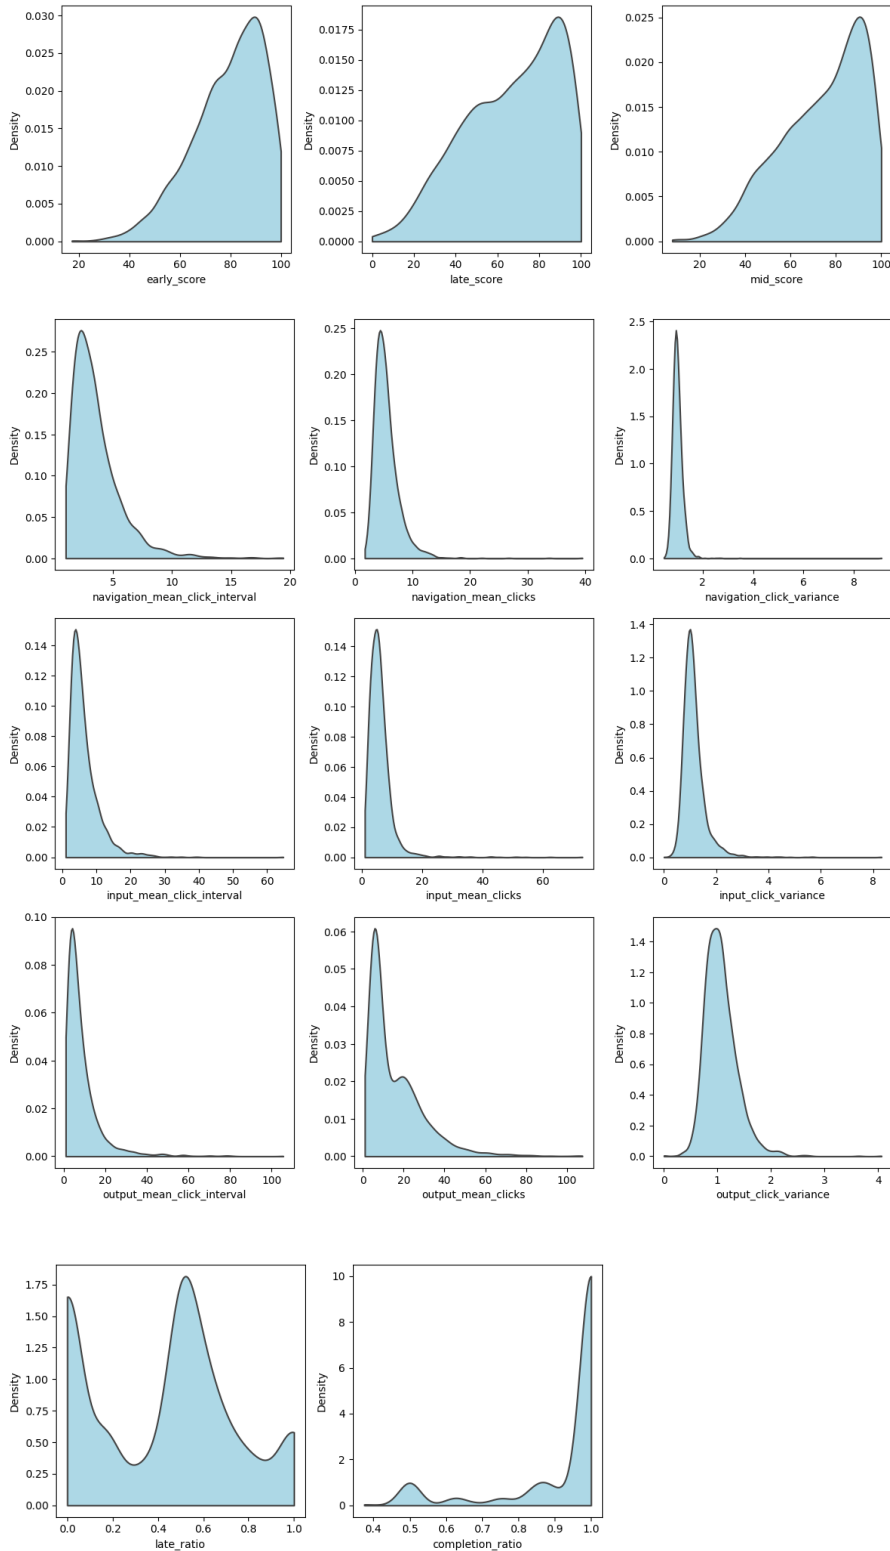 0.030
0.025
0.020
0.015
0.010
0.005
0.000
Density
20 40 60 80 100
early_score
0.0175
0.0150
0.0125
0.0100
0.0075
0.0050
0.0025
0.0000
Density
0 20 40 60 80 100
late_score
0.025
0.020
0.015
0.010
0.005
0.000
Density
20 40 60 80 100
mid_score
0.25
0.20
0.15
0.10
0.05
0.00
Density
5 10 15 20
navigation_mean_click_interval
0.25
0.20
0.15
0.10
0.05
0.00
Density
0 10 20 30 40
navigation_mean_clicks
2.5
2.0
1.5
1.0
0.5
0.0
Density
2 4 6 8
navigation_click_variance
0.14
0.12
0.10
0.08
0.06
0.04
0.02
0.00
Density
0 10 20 30 40 50 60
input_mean_click_interval
0.14
0.12
0.10
0.08
0.06
0.04
0.02
0.00
Density
0 20 40 60
input_mean_clicks
1.4
1.2
1.0
0.8
0.6
0.4
0.2
0.0
Density
0 2 4 6 8
input_click_variance
0.10
0.08
0.06
0.04
0.02
0.00
Density
0 20 40 60 80 100
output_mean_click_interval
0.06
0.05
0.04
0.03
0.02
0.01
0.00
Density
0 20 40 60 80 100
output_mean_clicks
1.4
1.2
1.0
0.8
0.6
0.4
0.2
0.0
Density
0 1 2 3 4
output_click_variance
1.75
1.50
1.25
1.00
0.75
0.50
0.25
0.00
Density
0.0 0.2 0.4 0.6 0.8 1.0
late_ratio
10
8
6
4
2
0
Density
0.4 0.5 0.6 0.7 0.8 0.9 1.0
completion_ratio